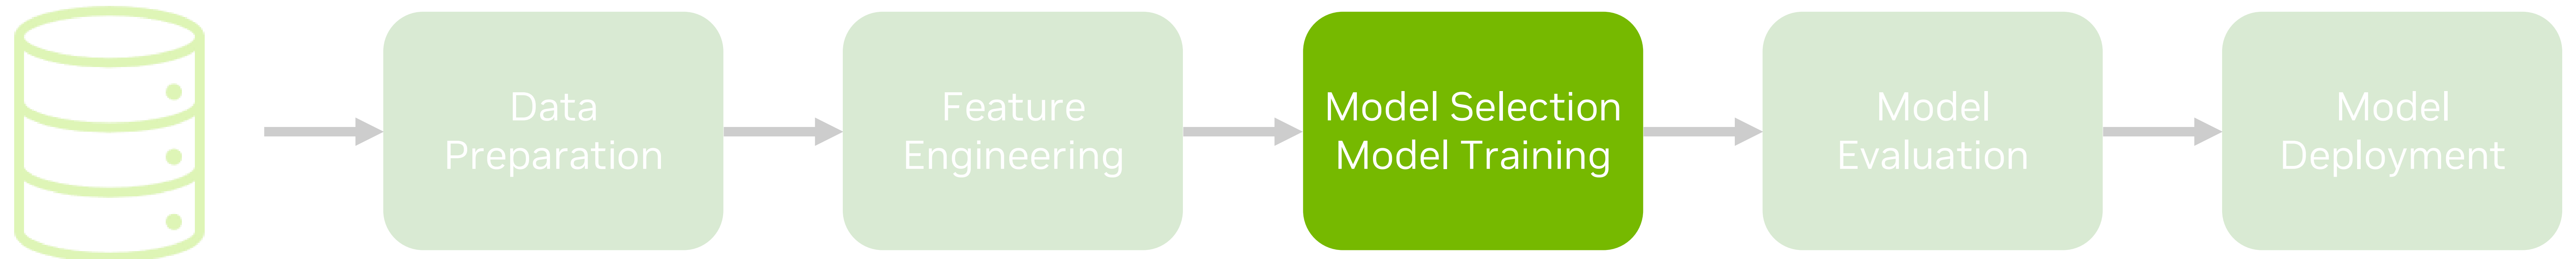 Data
Preparation
Feature
Engineering
Model Selection
Model Training
Model
Evaluation
Model
Deployment